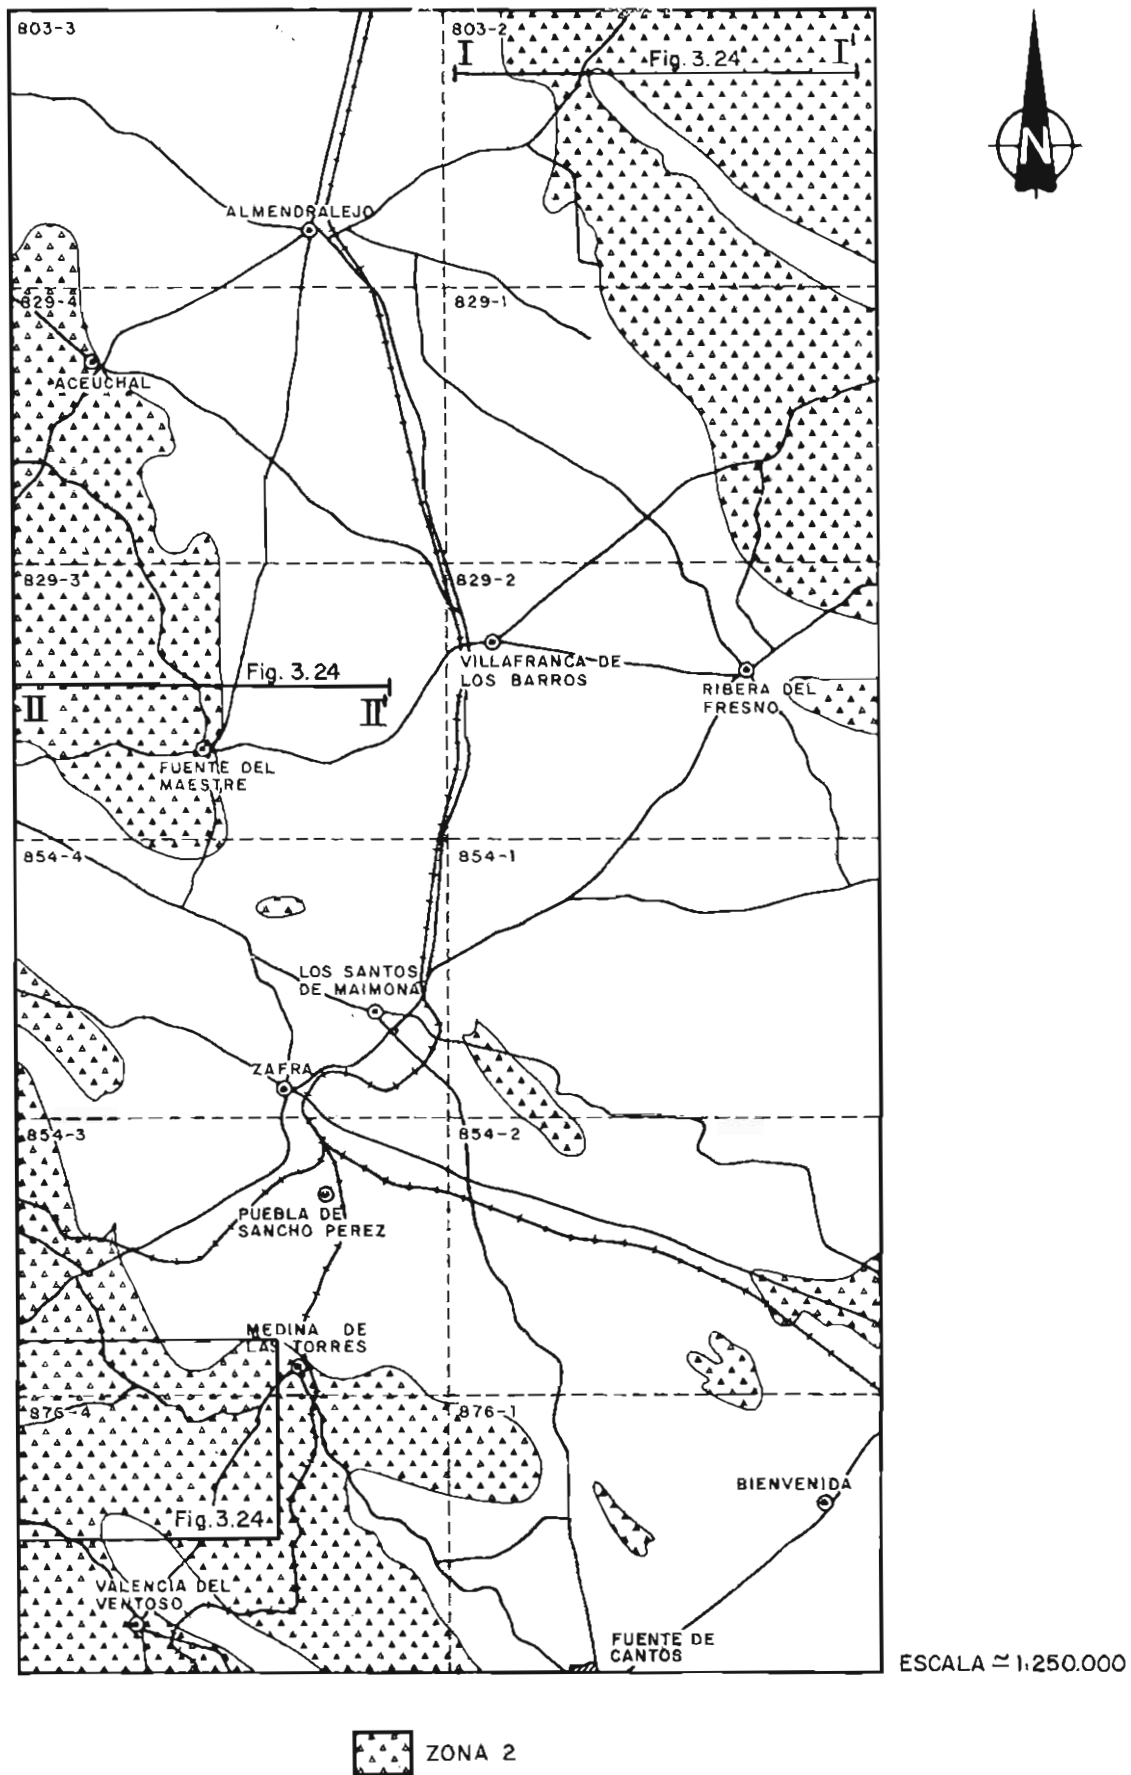 803-3
803-2
I
Fig. 3.24
I'
N
ALMENDRALEJO
829-4
829-1
ACEUCHAL
829-3
829-2
VILLAFRANCA DE
LOS BARROS
Fig. 3.24
II
II'
RIBERA DEL
FRESNO
FUENTE DEL
MAESTRE
854-4
854-1
LOS SANTOS
DE MAIMONA
ZAFRA
854-3
854-2
PUEBLA DE
SANCHO PEREZ
MEDINA DE
LAS TORRES
876-4
876-1
BIENVENIDA
Fig. 3.24
VALENCIA DEL
VENTOSO
FUENTE DE
CANTOS
ESCALA ≃ 1:250.000
ZONA 2